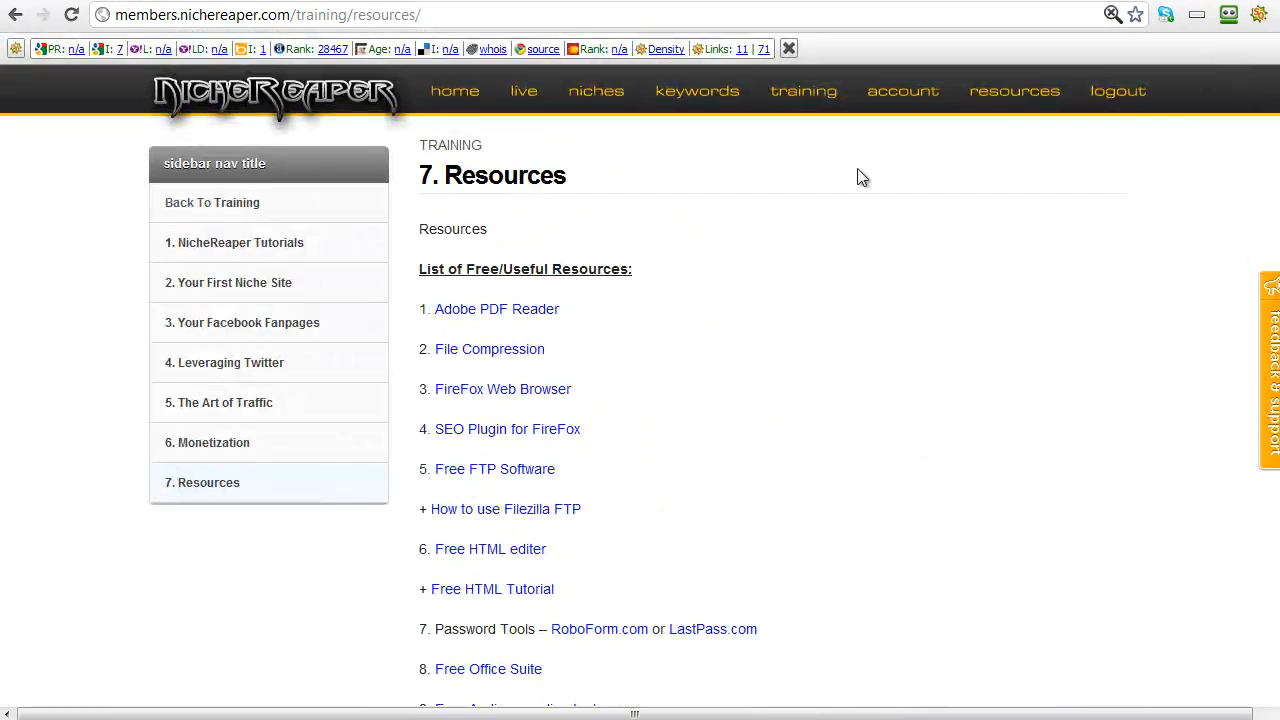 members.nichereaper.com/training/resources/
PR: n/a I: 7 L: n/a LD: n/a I: 1 Rank: 28467 Age: n/a I: n/a whois source Rank: n/a Density Links: 11 | 71
NicheReaper home live niches keywords training account resources logout
sidebar nav title
Back To Training
1. NicheReaper Tutorials
2. Your First Niche Site
3. Your Facebook Fanpages
4. Leveraging Twitter
5. The Art of Traffic
6. Monetization
7. Resources
TRAINING
7. Resources
Resources
List of Free/Useful Resources:
1. Adobe PDF Reader
2. File Compression
3. FireFox Web Browser
4. SEO Plugin for FireFox
5. Free FTP Software
+ How to use Filezilla FTP
6. Free HTML editer
+ Free HTML Tutorial
7. Password Tools – RoboForm.com or LastPass.com
8. Free Office Suite
feedback & support